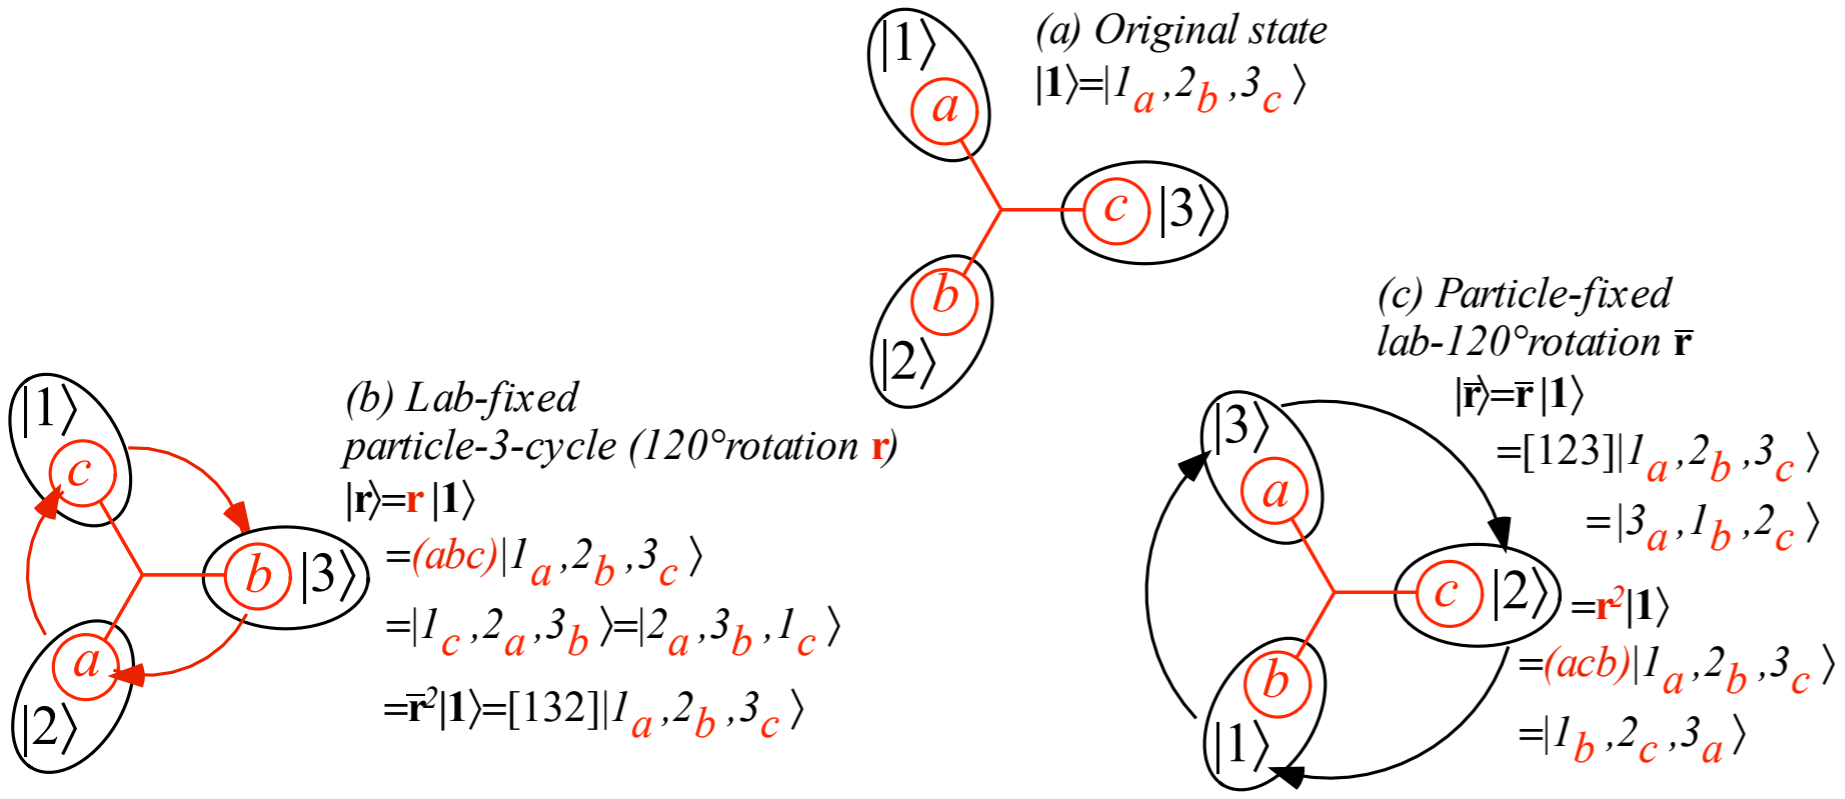 (a) Original state
|1⟩=|1a,2b,3c⟩
|1⟩
a
c
|3⟩
b
|2⟩
(b) Lab-fixed
particle-3-cycle (120°rotation r)
|r⟩=r|1⟩
=(abc)|1a,2b,3c⟩
=|1c,2a,3b⟩=|2a,3b,1c⟩
=r̅²|1⟩=[132]|1a,2b,3c⟩
|1⟩
c
b
|3⟩
a
|2⟩
(c) Particle-fixed
lab-120°rotation r̅
|r̅⟩=r̅|1⟩
=[123]|1a,2b,3c⟩
=|3a,1b,2c⟩
=r²|1⟩
=(acb)|1a,2b,3c⟩
=|1b,2c,3a⟩
|3⟩
a
c
|2⟩
b
|1⟩